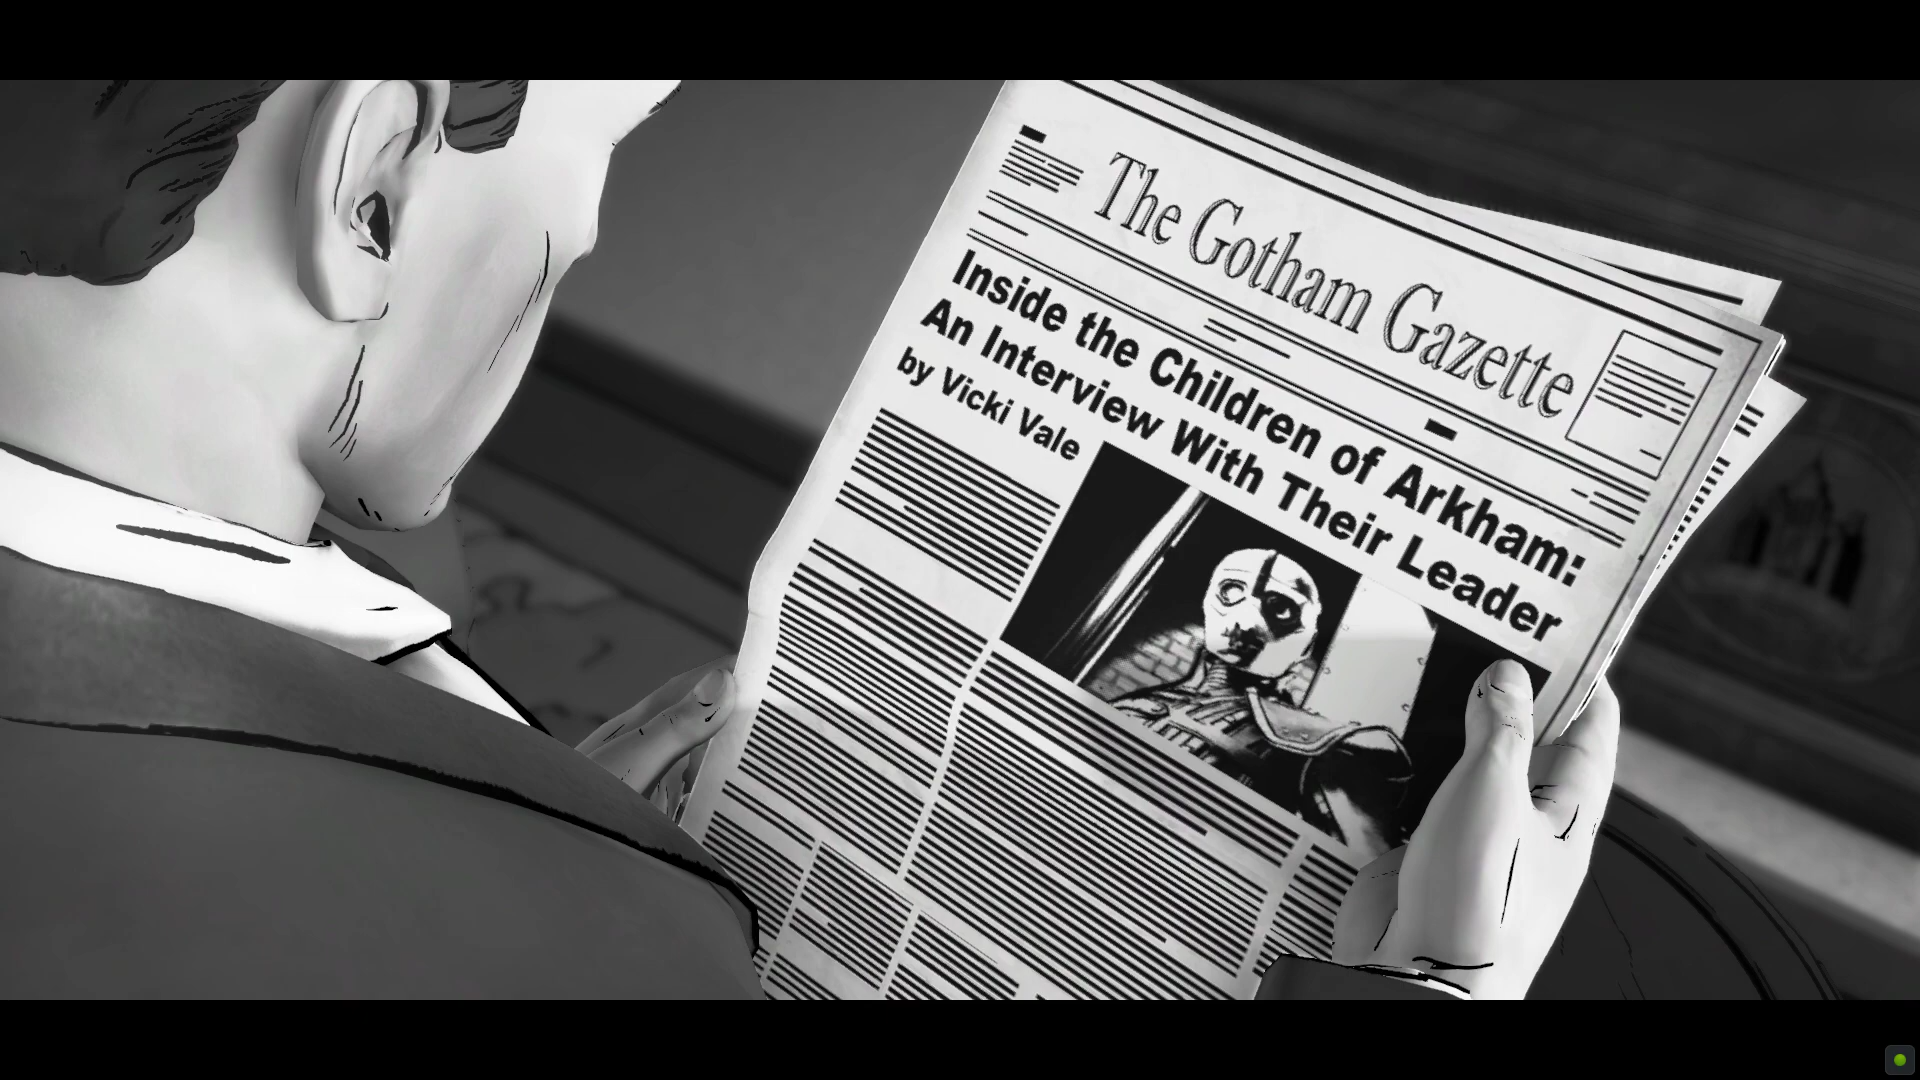 The Gotham Gazette
Inside the Children of Arkham:
An Interview With Their Leader
by Vicki Vale